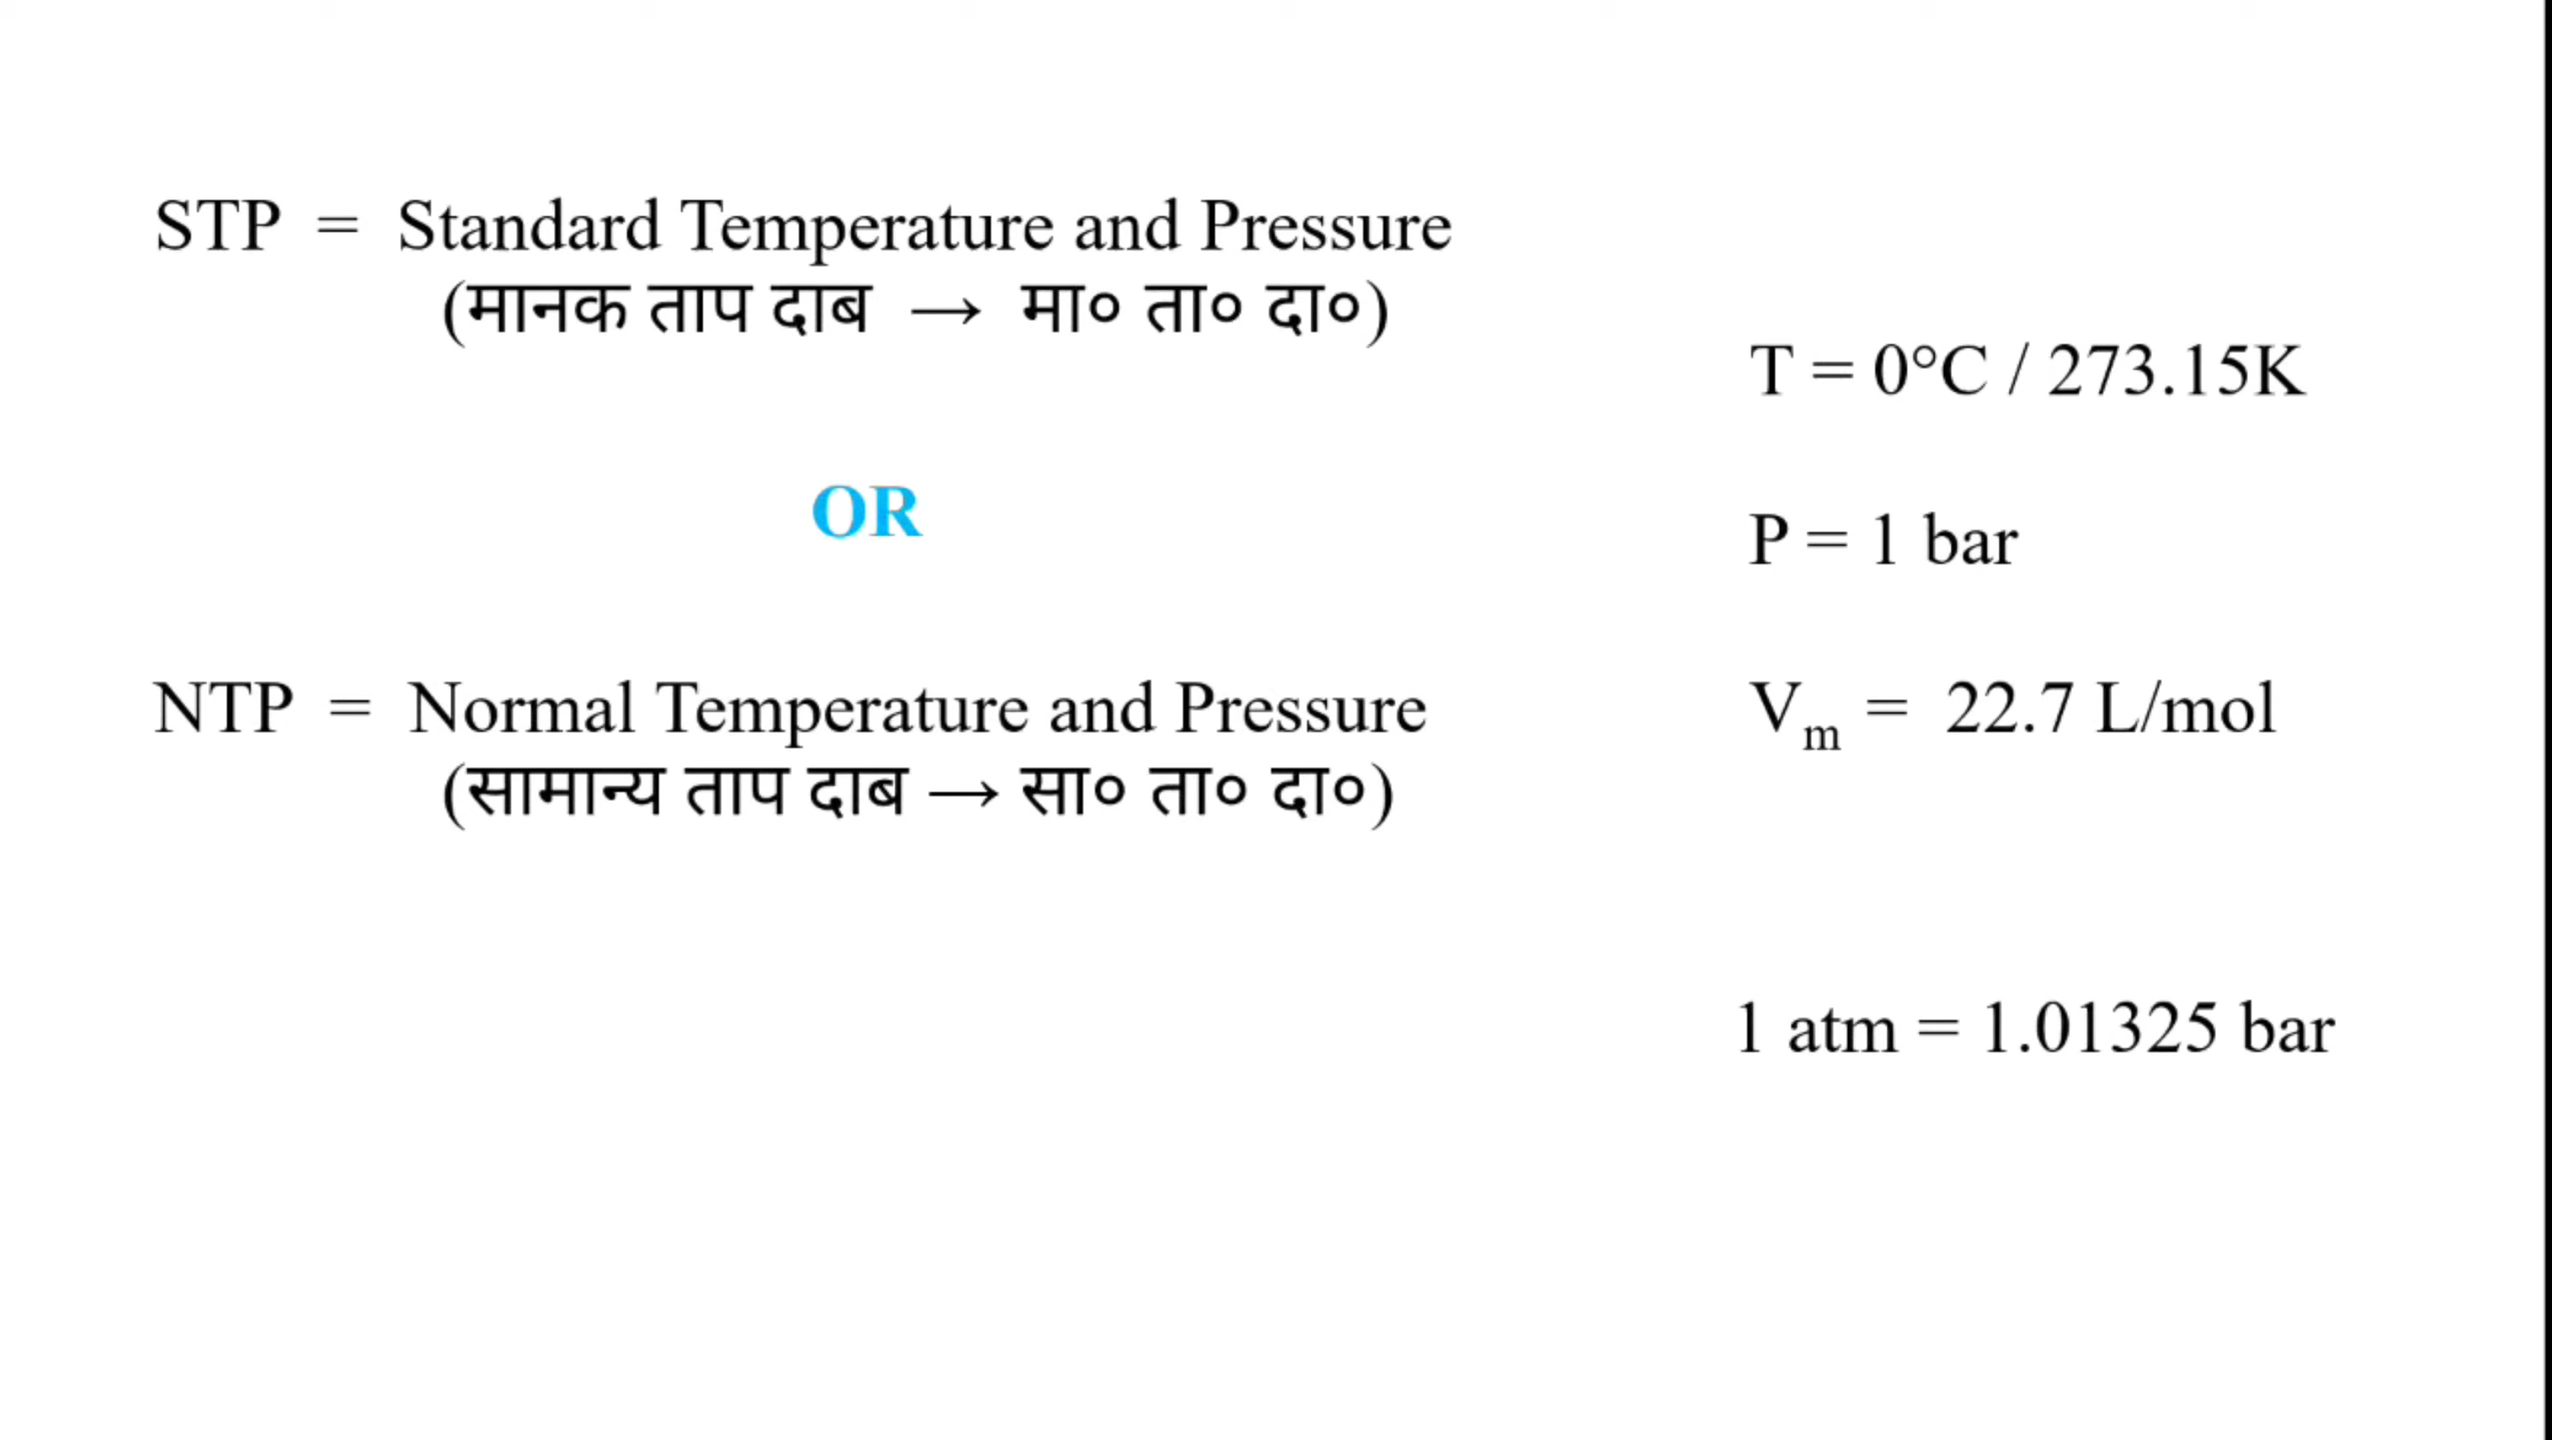 STP = Standard Temperature and Pressure
(मानक ताप दाब → मा० ता० दा०)
OR
NTP = Normal Temperature and Pressure
(सामान्य ताप दाब → सा० ता० दा०)
T = 0°C / 273.15K
P = 1 bar
Vₘ = 22.7 L/mol
1 atm = 1.01325 bar